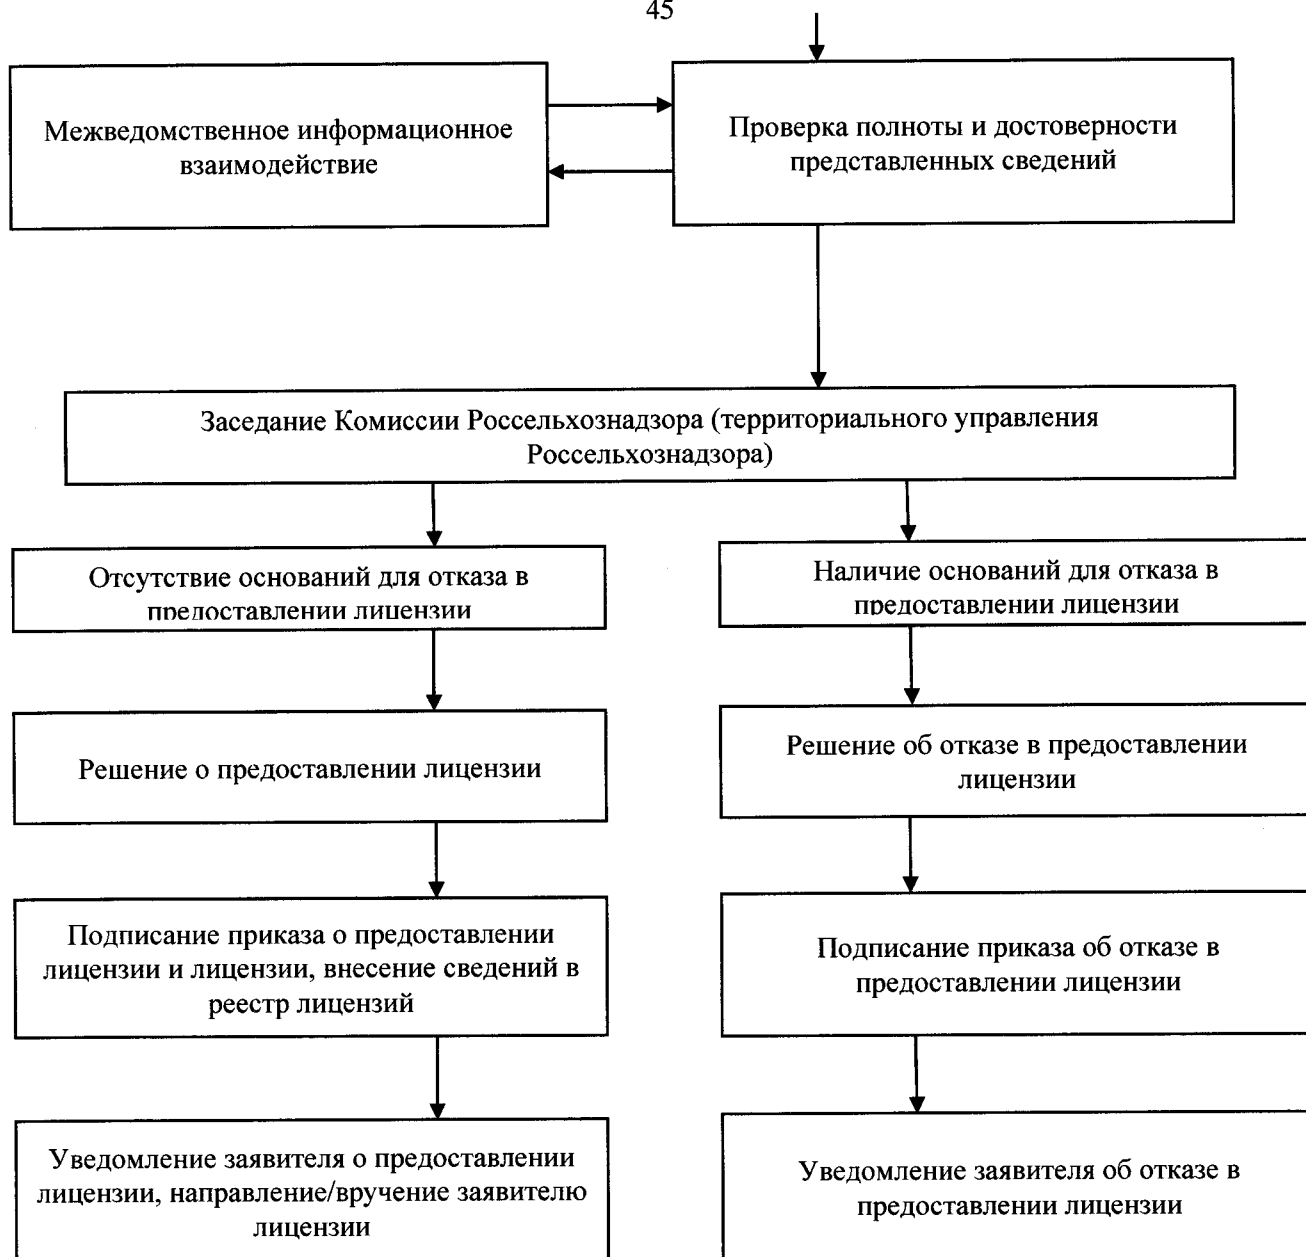 45
Межведомственное информационное
взаимодействие
Проверка полноты и достоверности
представленных сведений
Заседание Комиссии Россельхознадзора (территориального управления
Россельхознадзора)
Отсутствие оснований для отказа в
предоставлении лицензии
Наличие оснований для отказа в
предоставлении лицензии
Решение о предоставлении лицензии
Решение об отказе в предоставлении
лицензии
Подписание приказа о предоставлении
лицензии и лицензии, внесение сведений в
реестр лицензий
Подписание приказа об отказе в
предоставлении лицензии
Уведомление заявителя о предоставлении
лицензии, направление/вручение заявителю
лицензии
Уведомление заявителя об отказе в
предоставлении лицензии